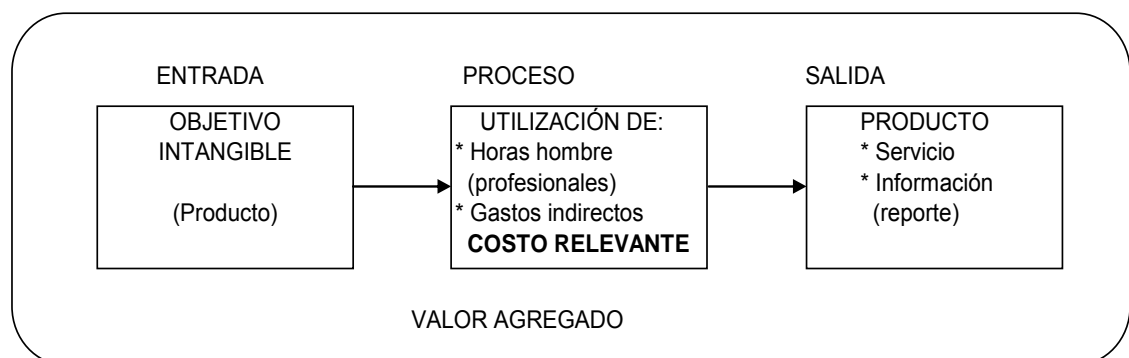 ENTRADA
OBJETIVO
INTANGIBLE
(Producto)
PROCESO
UTILIZACIÓN DE:
* Horas hombre
(profesionales)
* Gastos indirectos
COSTO RELEVANTE
SALIDA
PRODUCTO
* Servicio
* Información
(reporte)
VALOR AGREGADO